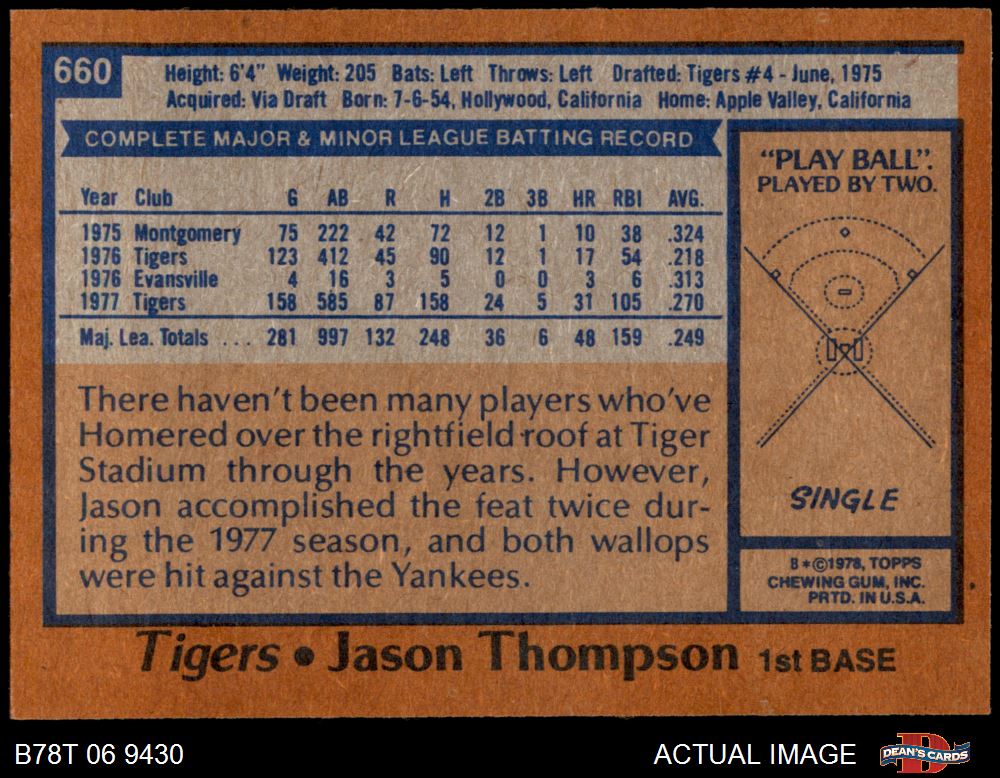 660
Height: 6'4" Weight: 205 Bats: Left Throws: Left Drafted: Tigers #4 - June, 1975
Acquired: Via Draft Born: 7-6-54, Hollywood, California Home: Apple Valley, California
COMPLETE MAJOR & MINOR LEAGUE BATTING RECORD
Year Club G AB R H 2B 3B HR RBI AVG.
1975 Montgomery 75 222 42 72 12 1 10 38 .324
1976 Tigers 123 412 45 90 12 1 17 54 .218
1976 Evansville 4 16 3 5 0 0 3 6 .313
1977 Tigers 158 585 87 158 24 5 31 105 .270
Maj. Lea. Totals . . . 281 997 132 248 36 6 48 159 .249
There haven't been many players who've
Homered over the rightfield roof at Tiger
Stadium through the years. However,
Jason accomplished the feat twice dur-
ing the 1977 season, and both wallops
were hit against the Yankees.
"PLAY BALL".
PLAYED BY TWO.
SINGLE
B*©1978, TOPPS
CHEWING GUM, INC.
PRTD. IN U.S.A.
Tigers • Jason Thompson 1st BASE
B78T 06 9430
ACTUAL IMAGE
DEAN'S CARDS